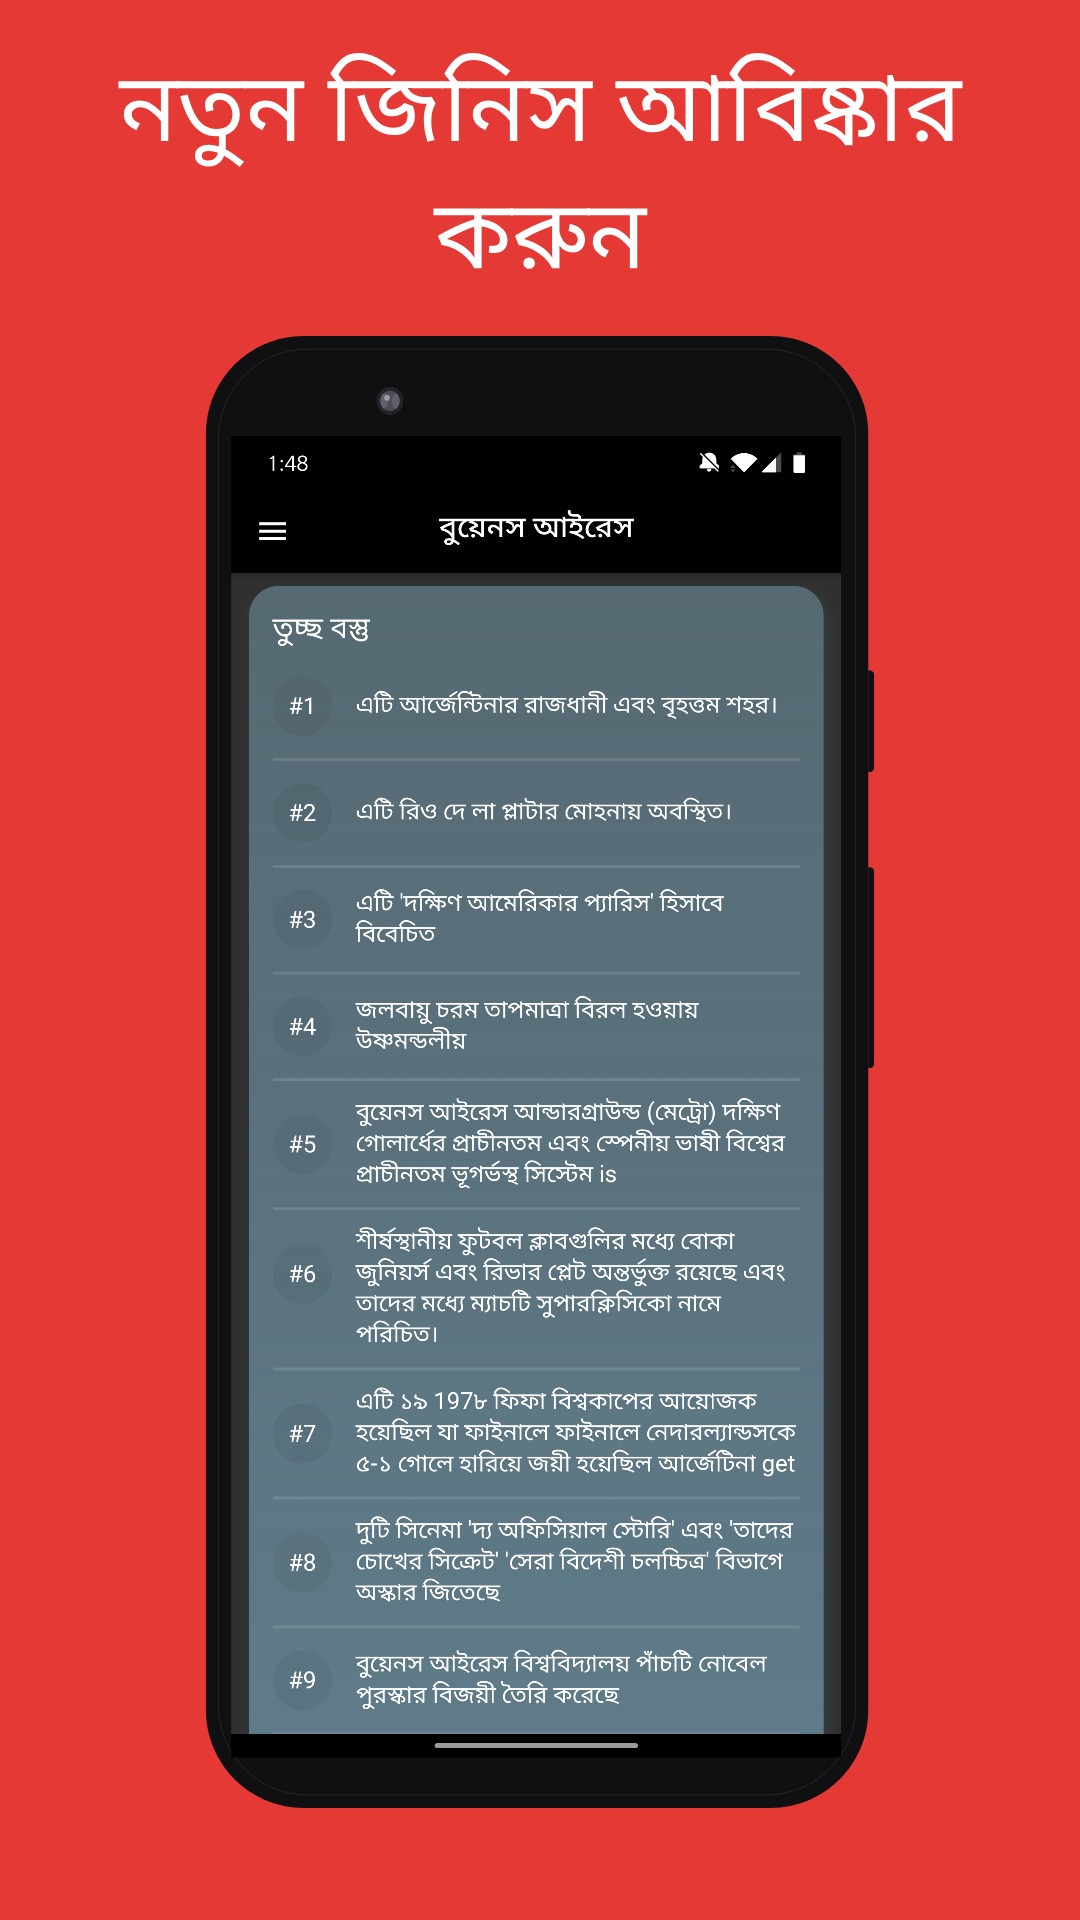 নতুন জিনিস আবিষ্কার
করুন
1:48
বুয়েনস আইরেস
তুচ্ছ বস্তু
#1 এটি আর্জেন্টিনার রাজধানী এবং বৃহত্তম শহর।
#2 এটি রিও দে লা প্লাটার মোহনায় অবস্থিত।
#3 এটি 'দক্ষিণ আমেরিকার প্যারিস' হিসাবে
বিবেচিত
#4 জলবায়ু চরম তাপমাত্রা বিরল হওয়ায়
উষ্ণমন্ডলীয়
#5 বুয়েনস আইরেস আন্ডারগ্রাউন্ড (মেট্রো) দক্ষিণ
গোলার্ধের প্রাচীনতম এবং স্পেনীয় ভাষী বিশ্বের
প্রাচীনতম ভূগর্ভস্থ সিস্টেম is
#6 শীর্ষস্থানীয় ফুটবল ক্লাবগুলির মধ্যে বোকা
জুনিয়র্স এবং রিভার প্লেট অন্তর্ভুক্ত রয়েছে এবং
তাদের মধ্যে ম্যাচটি সুপারক্লিসিকো নামে
পরিচিত।
#7 এটি ১৯ 197৮ ফিফা বিশ্বকাপের আয়োজক
হয়েছিল যা ফাইনালে ফাইনালে নেদারল্যান্ডসকে
৫-১ গোলে হারিয়ে জয়ী হয়েছিল আর্জেটিনা get
#8 দুটি সিনেমা 'দ্য অফিসিয়াল স্টোরি' এবং 'তাদের
চোখের সিক্রেট' 'সেরা বিদেশী চলচ্চিত্র' বিভাগে
অস্কার জিতেছে
#9 বুয়েনস আইরেস বিশ্ববিদ্যালয় পাঁচটি নোবেল
পুরস্কার বিজয়ী তৈরি করেছে